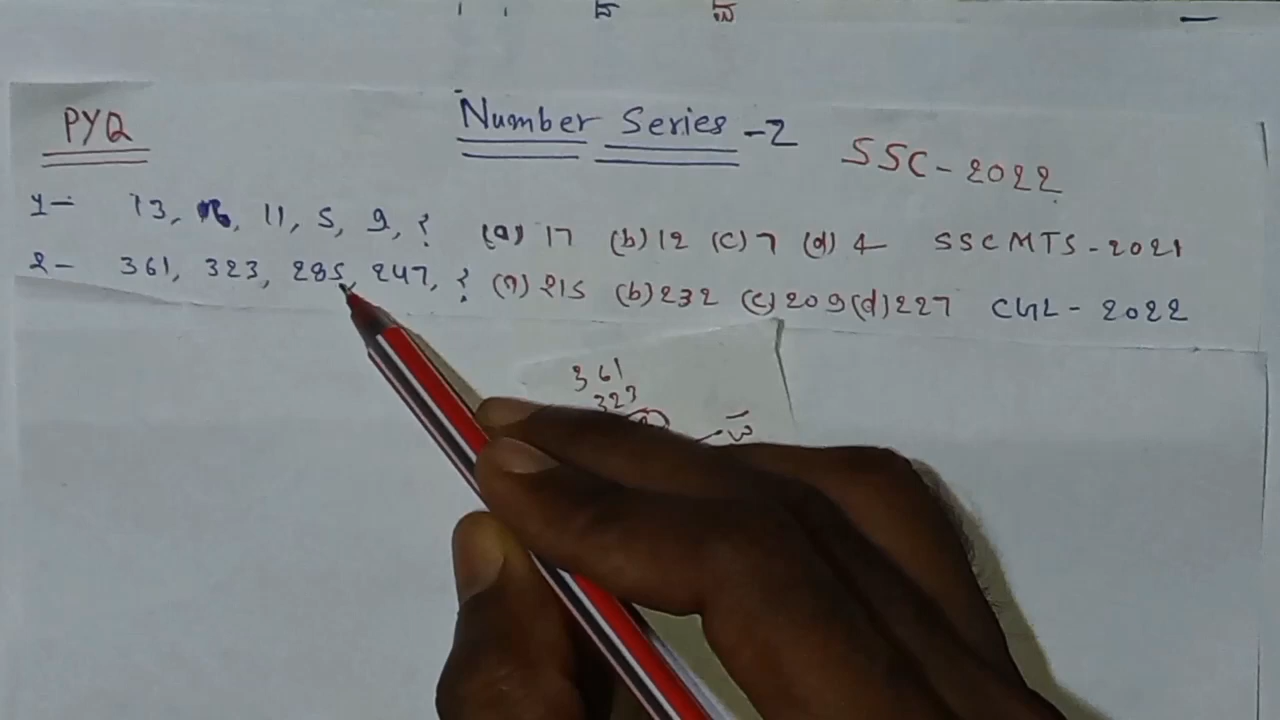 PYQ
Number Series - 2
SSC - 2022
1- 13, 16, 11, 5, 9, ? (a) 17 (b) 12 (c) 7 (d) 4 SSC MTS - 2021
2- 361, 323, 285, 247, ? (a) 215 (b) 232 (c) 209 (d) 227 CGL - 2022
361
323